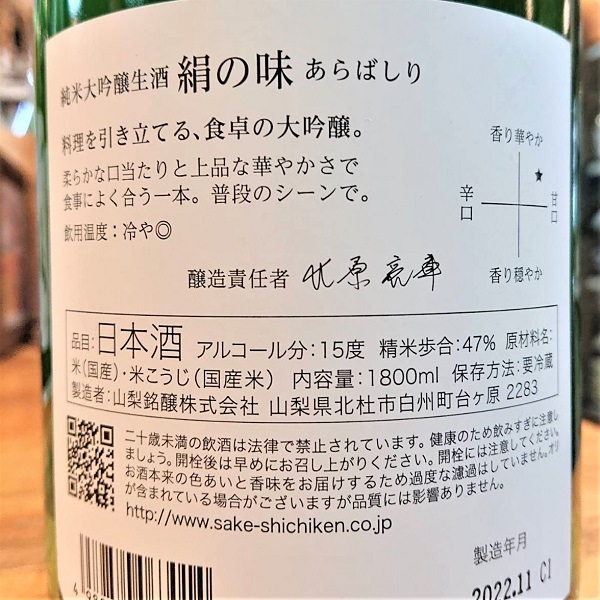 純米大吟醸生酒 絹の味 あらばしり
料理を引き立てる、食卓の大吟醸。
柔らかな口当たりと上品な華やかさで
食事によく合う一本。普段のシーンで。
飲用温度：冷や◎
香り華やか
★
辛口
甘口
香り穏やか
醸造責任者 北原亮庫
品目：日本酒 アルコール分：15度 精米歩合：47% 原材料名：
米（国産）・米こうじ（国産米） 内容量：1800ml 保存方法：要冷蔵
製造者：山梨銘醸株式会社 山梨県北杜市白州町台ヶ原 2283
二十歳未満の飲酒は法律で禁止されています。健康のため飲みすぎに注意し
ましょう。開栓後は早めにお召し上がりください。開栓には注意してください。オリ
お酒本来の色あいと香味をお届けするため過度な濾過はしていません。
が含まれている場合がございますが品質には影響ありません。
http://www.sake-shichiken.co.jp
製造年月
2022.11 C1